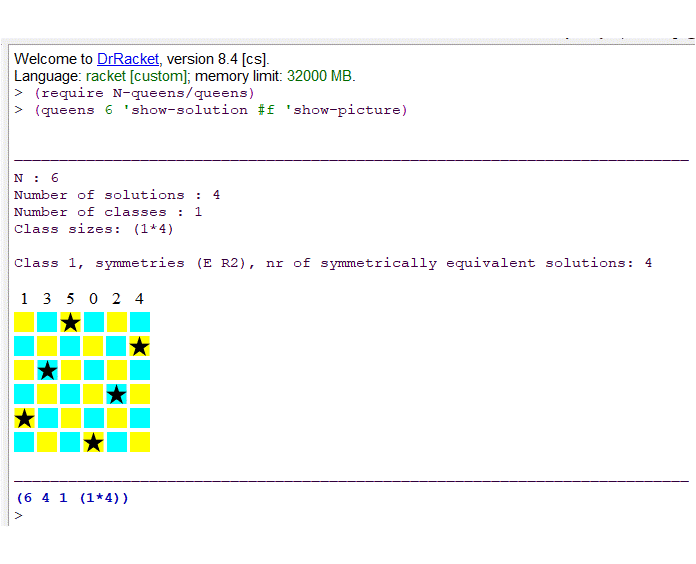 Welcome to DrRacket, version 8.4 [cs].
Language: racket [custom]; memory limit: 32000 MB.
> (require N-queens/queens)
> (queens 6 'show-solution #f 'show-picture)
N : 6
Number of solutions : 4
Number of classes : 1
Class sizes: (1*4)
Class 1, symmetries (E R2), nr of symmetrically equivalent solutions: 4
1 3 5 0 2 4
(6 4 1 (1*4))
>